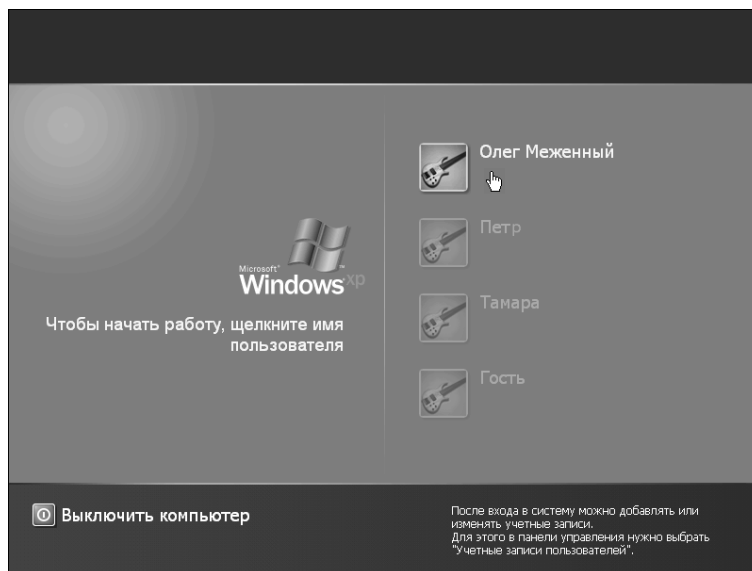 Олег Меженный
Петр
Тамара
Гость
Microsoft®
Windows xp
Чтобы начать работу, щелкните имя
пользователя
Выключить компьютер
После входа в систему можно добавлять или
изменять учетные записи.
Для этого в панели управления нужно выбрать
"Учетные записи пользователей".